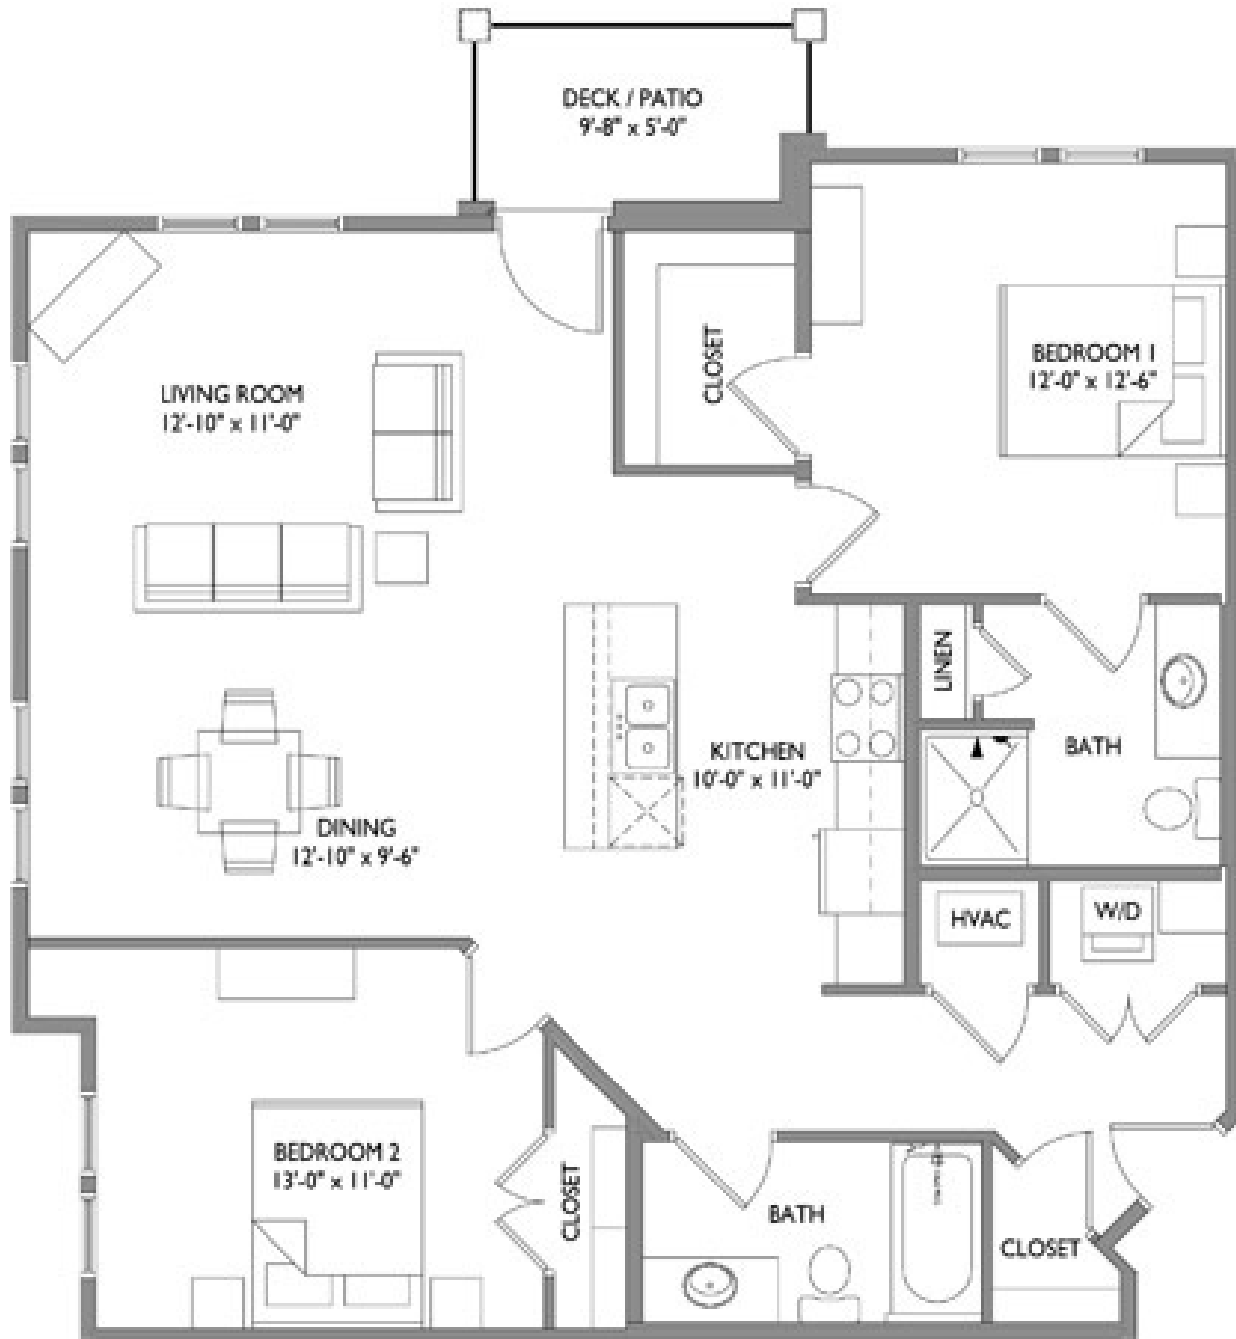 DECK / PATIO
9'-8" x 5'-0"
LIVING ROOM
12'-10" x 11'-0"
CLOSET
BEDROOM 1
12'-0" x 12'-6"
LINEN
BATH
KITCHEN
10'-0" x 11'-0"
DINING
12'-10" x 9'-6"
HVAC
W/D
BEDROOM 2
13'-0" x 11'-0"
CLOSET
BATH
CLOSET